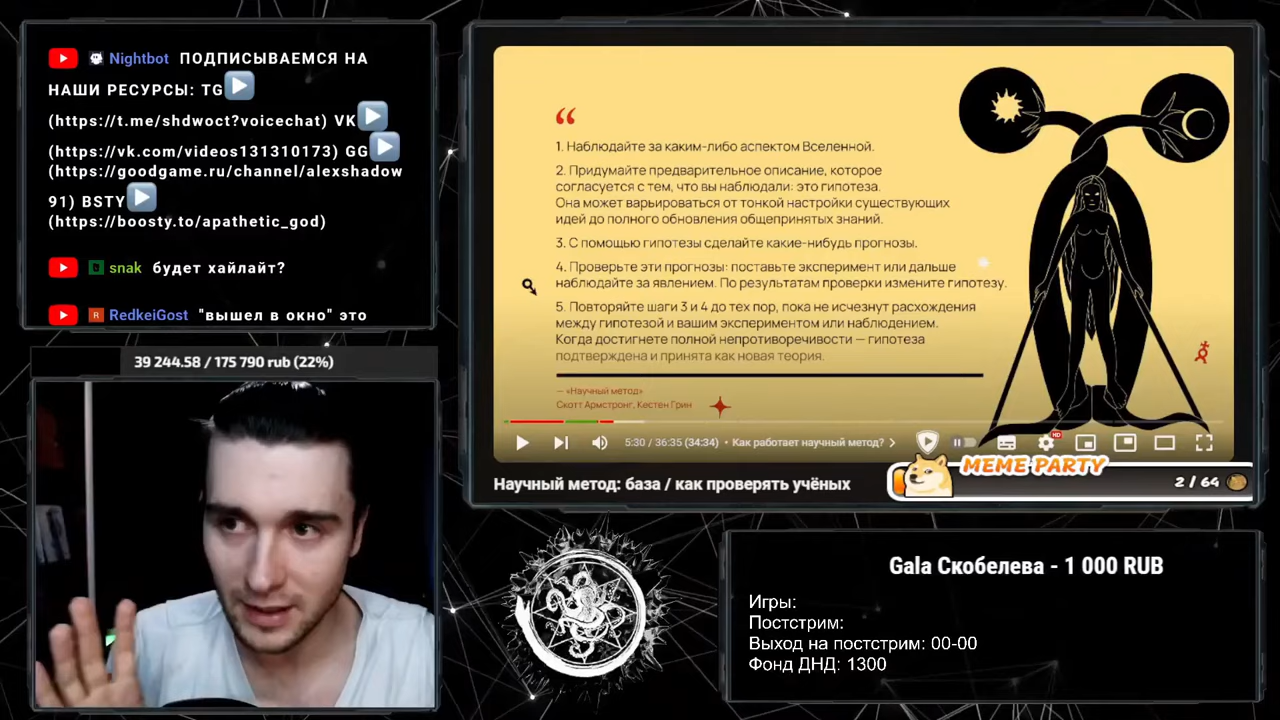 Nightbot ПОДПИСЫВАЕМСЯ НА
НАШИ РЕСУРСЫ: TG
(https://t.me/shdwoct?voicechat) VK
(https://vk.com/videos131310173) GG
(https://goodgame.ru/channel/alexshadow
91) BSTY
(https://boosty.to/apathetic_god)
snak будет хайлайт?
R RedkeiGost "вышел в окно" это
39 244.58 / 175 790 rub (22%)
“
1. Наблюдайте за каким-либо аспектом Вселенной.
2. Придумайте предварительное описание, которое
согласуется с тем, что вы наблюдали: это гипотеза.
Она может варьироваться от тонкой настройки существующих
идей до полного обновления общепринятых знаний.
3. С помощью гипотезы сделайте какие-нибудь прогнозы.
4. Проверьте эти прогнозы: поставьте эксперимент или дальше
наблюдайте за явлением. По результатам проверки измените гипотезу.
5. Повторяйте шаги 3 и 4 до тех пор, пока не исчезнут расхождения
между гипотезой и вашим экспериментом или наблюдением.
Когда достигнете полной непротиворечивости — гипотеза
подтверждена и принята как новая теория.
— «Научный метод»
Скотт Армстронг, Кестен Грин
5:30 / 36:35 (34:34) • Как работает научный метод?
HD
MEME PARTY
2 / 64
Научный метод: база / как проверять учёных
Gala Скобелева - 1 000 RUB
Игры:
Постстрим:
Выход на постстрим: 00-00
Фонд ДНД: 1300